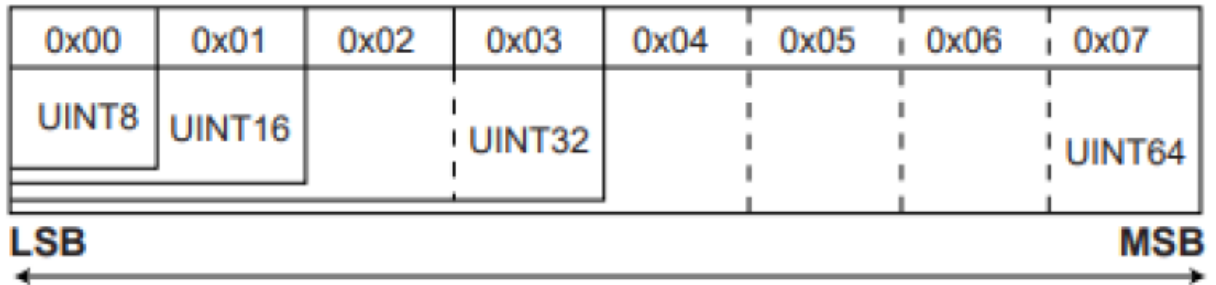 0x00 0x01 0x02 0x03 0x04 0x05 0x06 0x07
UINT8 UINT16 UINT32 UINT64
LSB MSB